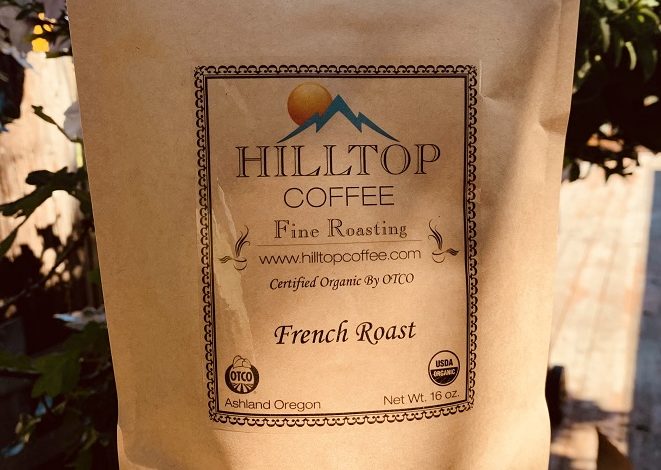 HILLTOP
COFFEE
Fine Roasting
www.hilltopcoffee.com
Certified Organic By OTCO
French Roast
OTCO
USDA
ORGANIC
Ashland Oregon
Net Wt. 16 oz.